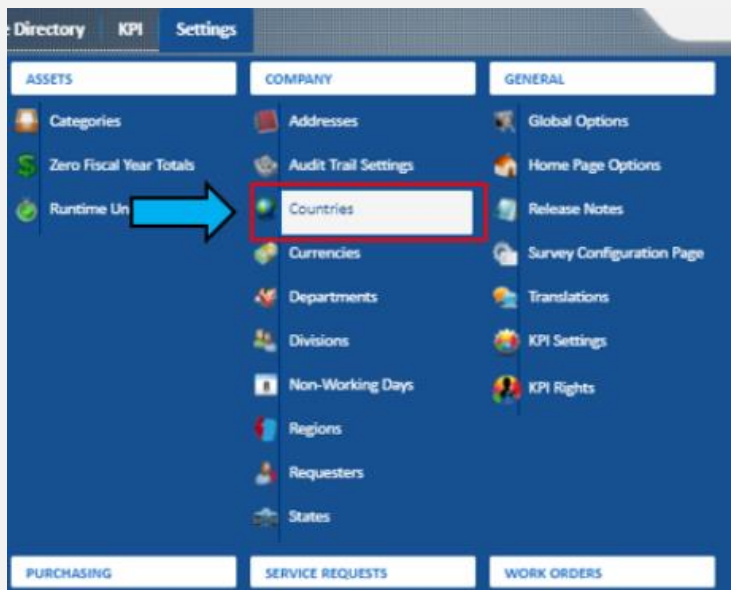 e Directory KPI Settings
ASSETS
Categories
Zero Fiscal Year Totals
Runtime Un
COMPANY
Addresses
Audit Trail Settings
Countries
Currencies
Departments
Divisions
Non-Working Days
Regions
Requesters
States
GENERAL
Global Options
Home Page Options
Release Notes
Survey Configuration Page
Translations
KPI Settings
KPI Rights
PURCHASING
SERVICE REQUESTS
WORK ORDERS